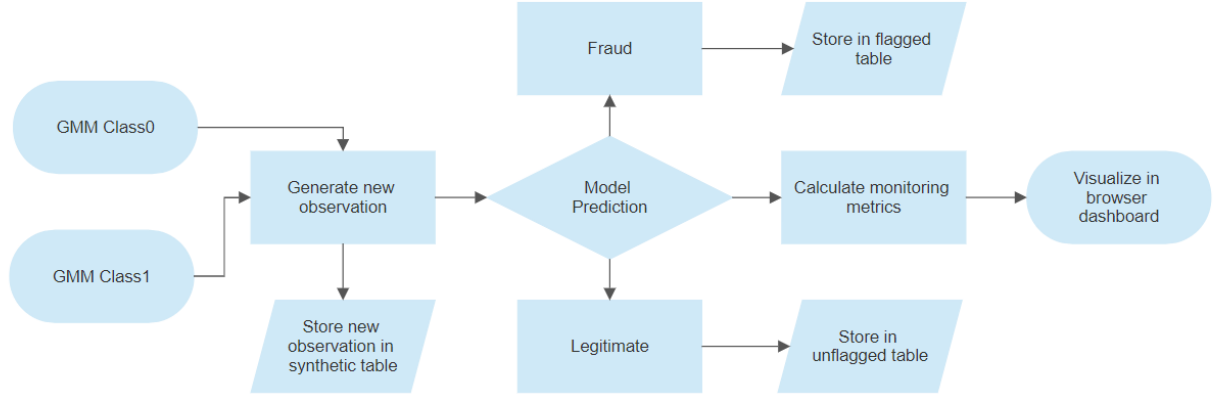 GMM Class0
GMM Class1
Generate new
observation
Store new
observation in
synthetic table
Model
Prediction
Fraud
Store in flagged
table
Calculate monitoring
metrics
Visualize in
browser
dashboard
Legitimate
Store in
unflagged table